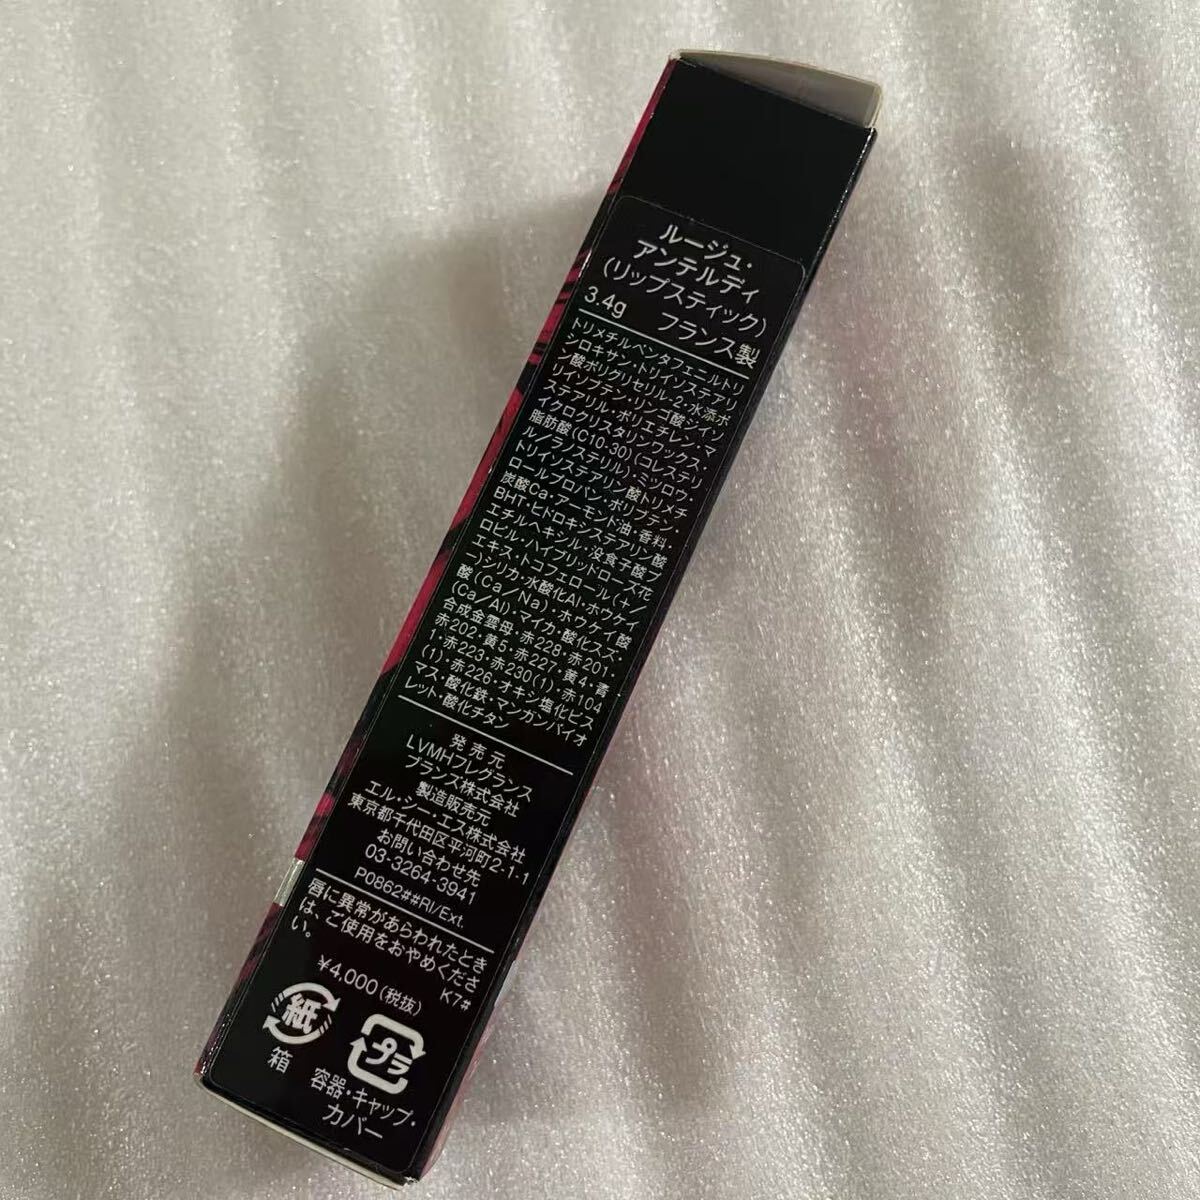 ルージュ・
アンテルディ
(リップスティック)
3.4g フランス製
トリメチルペンタフェニルトリ
シロキサン・トリイソステアリ
ン酸ポリグリセリル-2・水添ポ
リイソブテン・リンゴ酸ジイソ
ステアリル・ポリエチレン・マ
イクロクリスタリンワックス・
脂肪酸(C10-30)(コレステリ
ル/ラノステリル)・ミツロウ・
トリイソステアリン酸トリメチ
ロールプロパン・ポリブテン・
炭酸Ca・アーモンド油・香料・
BHT・ヒドロキシステアリン酸
エチルヘキシル・没食子酸プ
ロピル・ハイブリッドローズ花
エキス・トコフェロール(+/
−)シリカ・水酸化Al・ホウケイ
酸(Ca/Na)・ホウケイ酸
(Ca/Al)・マイカ・酸化スズ・
合成金雲母・赤228・赤201・
赤202・黄5・赤227・黄4・青
1・赤223・赤230(1)・赤104
(1)・赤226・オキシ塩化ビス
マス・酸化鉄・マンガンバイオ
レット・酸化チタン
発売元
LVMHフレグランス
ブランズ株式会社
製造販売元
エル・シー・エス株式会社
東京都千代田区平河町2-1-1
お問い合わせ先
03-3264-3941
P0862##RI/Ext.
唇に異常があらわれたとき
は、ご使用をおやめくださ
い。
K7#
¥4,000(税抜)
紙
プラ
箱
容器・キャップ・
カバー